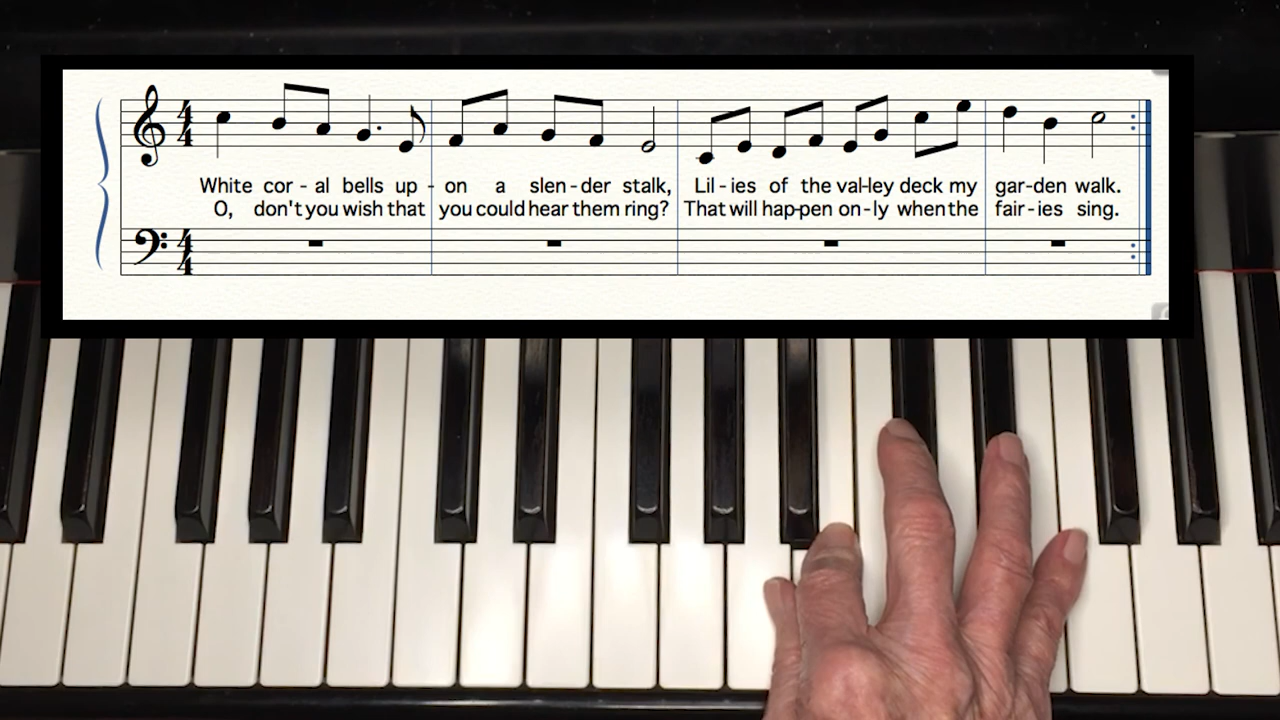 White cor - al bells up - on a slen - der stalk, Lil - ies of the val-ley deck my gar-den walk.
O, don't you wish that you could hear them ring? That will hap-pen on-ly when the fair-ies sing.